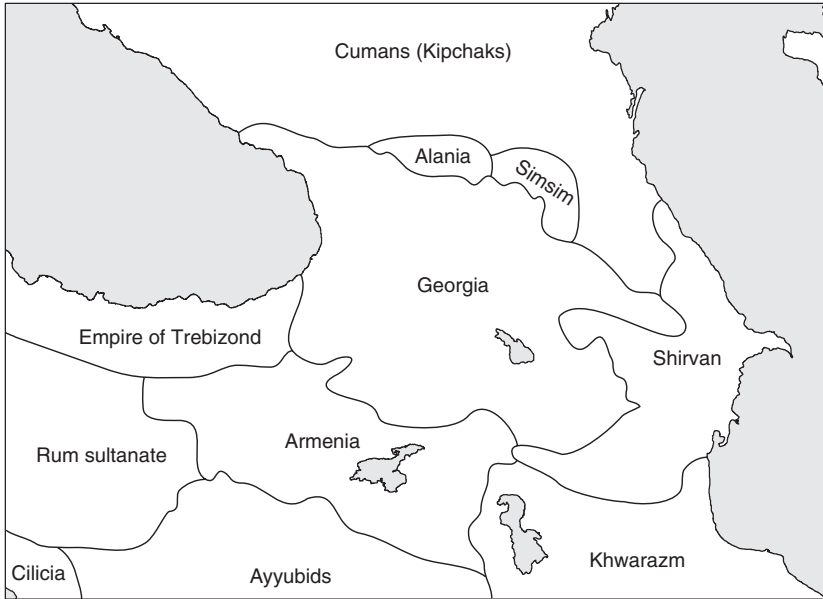 Cumans (Kipchaks)
Alania
Simsim
Georgia
Empire of Trebizond
Shirvan
Armenia
Rum sultanate
Khwarazm
Cilicia
Ayyubids